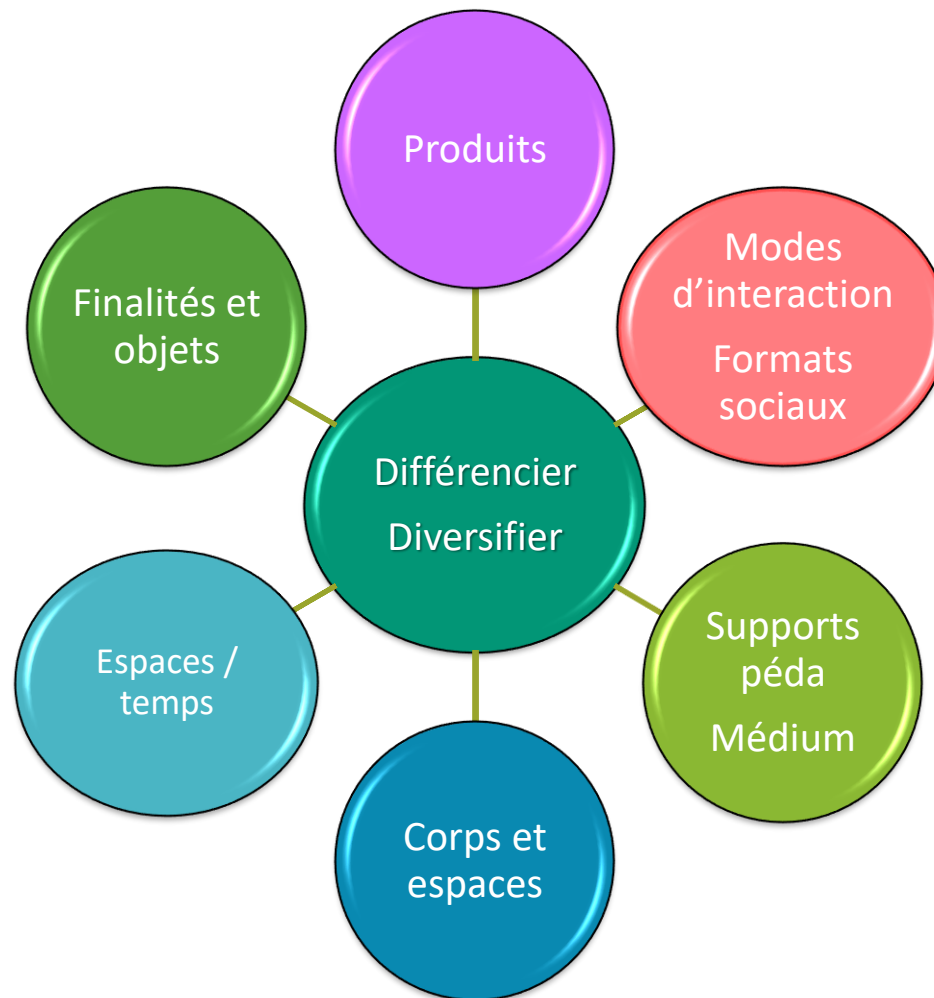 Produits
Modes
d’interaction
Formats
sociaux
Finalités et
objets
Différencier
Diversifier
Supports
péda
Médium
Espaces /
temps
Corps et
espaces